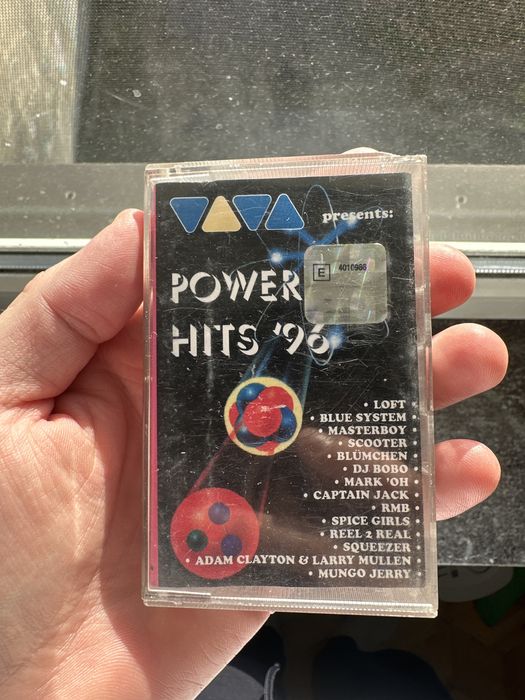 VIVA presents:
POWER
E 4010986
HITS '96
• LOFT •
• BLUE SYSTEM •
• MASTERBOY •
• SCOOTER •
• BLÜMCHEN •
• DJ BOBO •
• MARK 'OH •
• CAPTAIN JACK •
• RMB •
• SPICE GIRLS •
• REEL 2 REAL •
• SQUEEZER •
• ADAM CLAYTON & LARRY MULLEN •
• MUNGO JERRY •